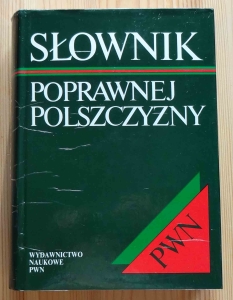 SŁOWNIK
POPRAWNEJ
POLSZCZYZNY
PWN
WYDAWNICTWO
NAUKOWE
PWN